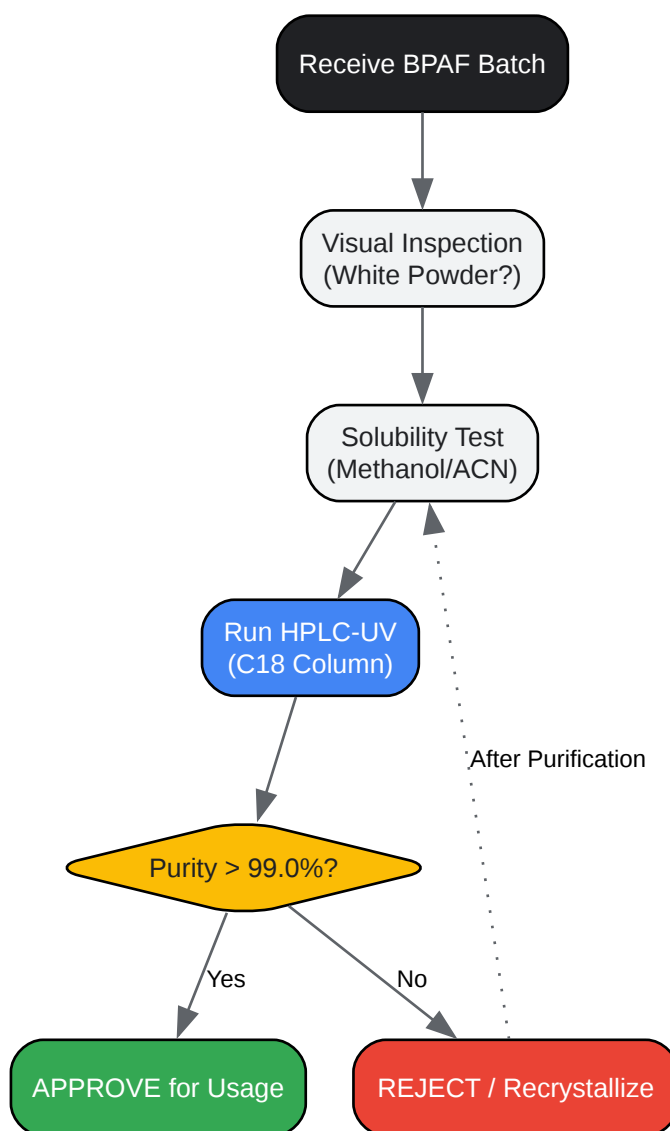 Receive BPAF Batch
Visual Inspection
(White Powder?)
Solubility Test
(Methanol/ACN)
Run HPLC-UV
(C18 Column)
After Purification
Purity > 99.0%?
Yes
No
APPROVE for Usage
REJECT / Recrystallize